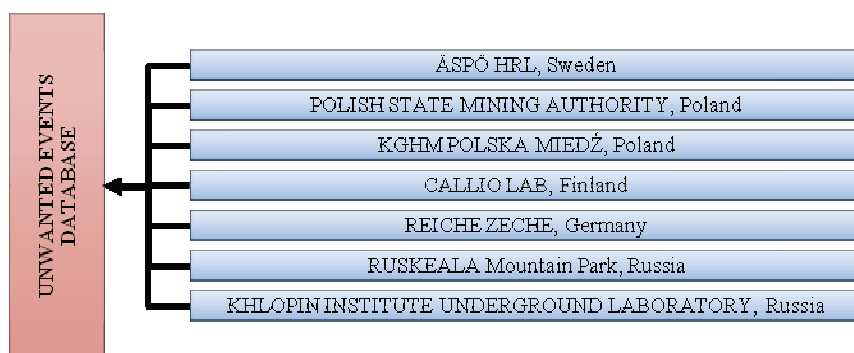 UNWANTED EVENTS
DATABASE
ÄSPÖ HRL, Sweden
POLISH STATE MINING AUTHORITY, Poland
KGHM POLSKA MIEDŹ, Poland
CALLIO LAB, Finland
REICHE ZECHE, Germany
RUSKEALA Mountain Park, Russia
KHLOPIN INSTITUTE UNDERGROUND LABORATORY, Russia